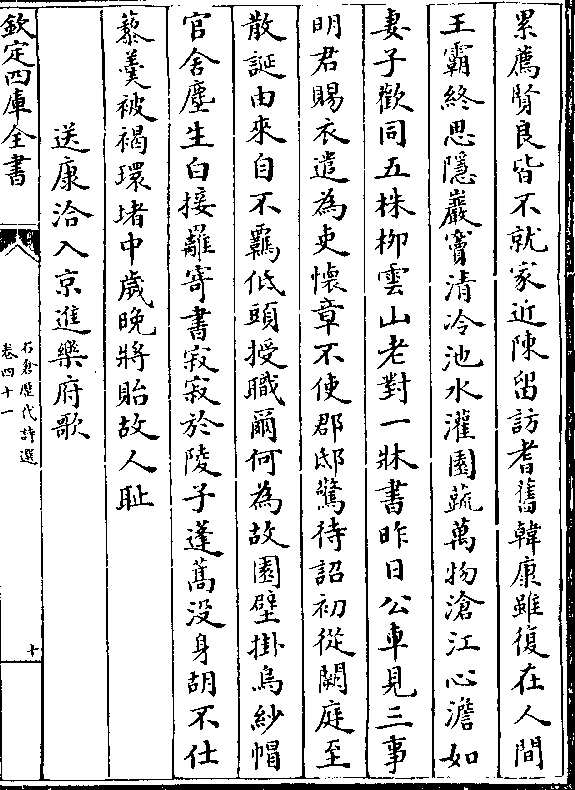 累薦賢良皆不就家近陳留訪耆舊韓康雖復在人間
王霸終思隱巖竇清冷池水灌園蔬萬物滄江心澹如
妻子歡同五株柳雲山老對一牀書昨日公車見三事
明君賜衣遣為吏懷章不使郡邸驚待詔初從闕庭至
散誕由來自不羈低頭授職爾何為故園壁掛烏紗帽
官舍塵生白接䍦寄書寂寂於陵子蓬蒿没身胡不仕
藜羹被褐環堵中歲晚將貽故人耻
送康洽入京進樂府歌
欽定四庫全書
石倉歷代詩選
卷四十一
十